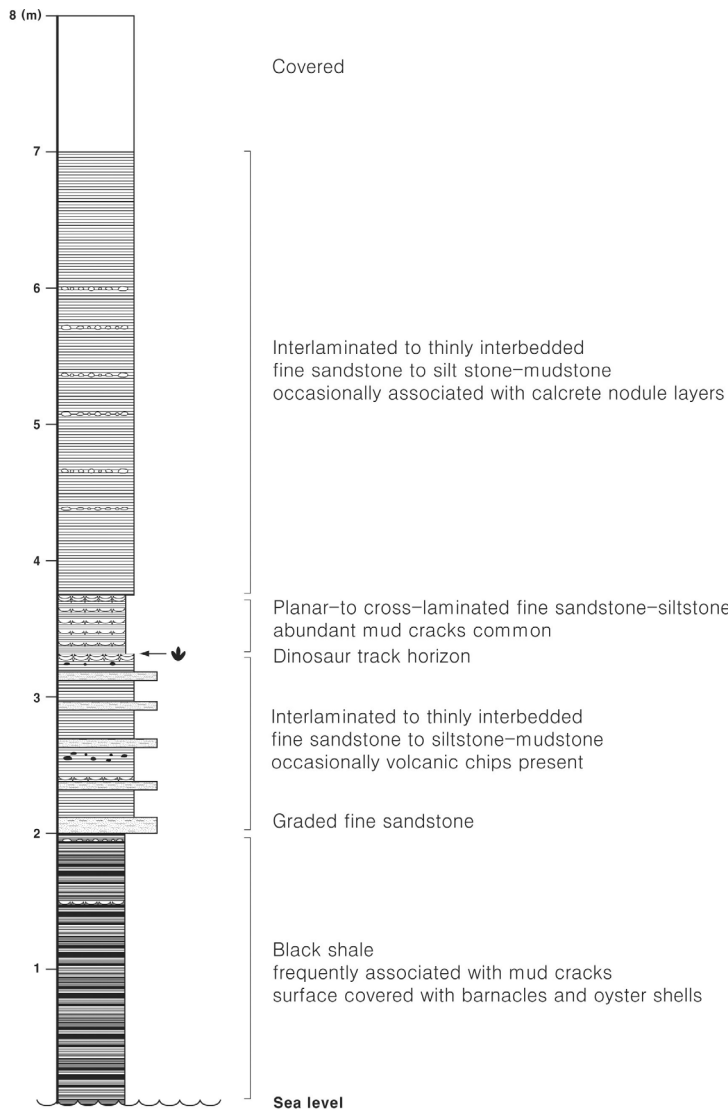 8 (m)
Covered
7
6
Interlaminated to thinly interbedded
fine sandstone to silt stone–mudstone
occasionally associated with calcrete nodule layers
5
4
Planar–to cross–laminated fine sandstone–siltstone
abundant mud cracks common
Dinosaur track horizon
3
Interlaminated to thinly interbedded
fine sandstone to siltstone–mudstone
occasionally volcanic chips present
Graded fine sandstone
2
Black shale
frequently associated with mud cracks
surface covered with barnacles and oyster shells
1
Sea level